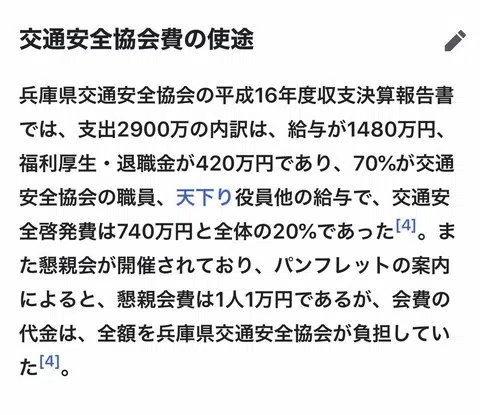 交通安全協会費の使途
兵庫県交通安全協会の平成16年度収支決算報告書
では、支出2900万の内訳は、給与が1480万円、
福利厚生・退職金が420万円であり、70%が交通
安全協会の職員、天下り役員他の給与で、交通安
全啓発費は740万円と全体の20%であった[4]。ま
た懇親会が開催されており、パンフレットの案内
によると、懇親会費は1人1万円であるが、会費の
代金は、全額を兵庫県交通安全協会が負担してい
た[4]。